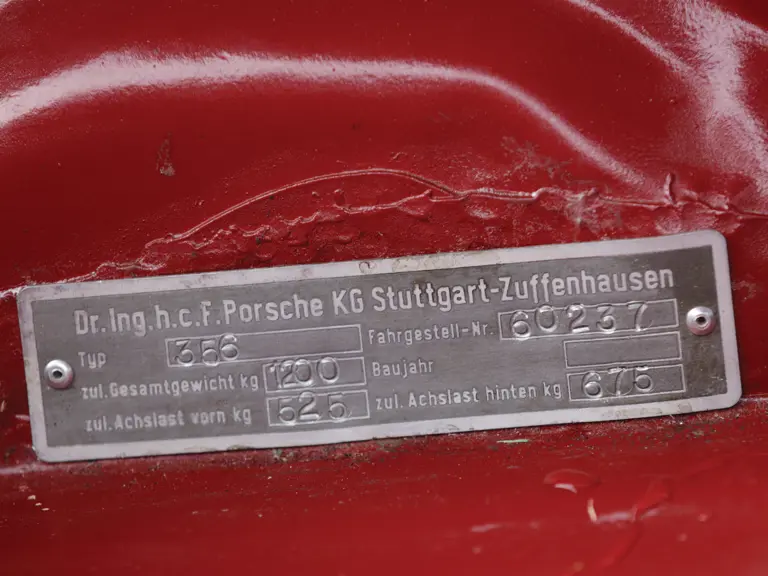 Dr.Ing.h.c.F.Porsche KG Stuttgart-Zuffenhausen
Typ 356 Fahrgestell-Nr. 60237
zul.Gesamtgewicht kg 1200 Baujahr
zul.Achslast vorn kg 525 zul. Achslast hinten kg 675